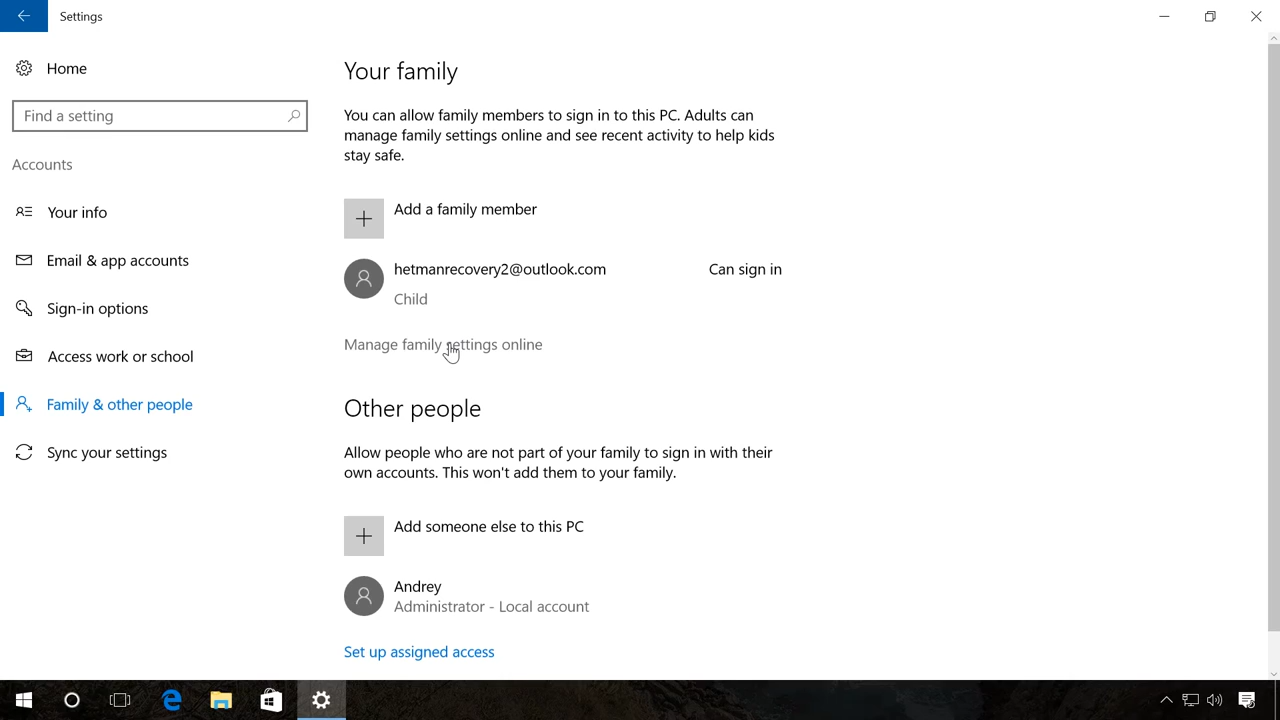 Settings
Home
Find a setting
Accounts
Your info
Email & app accounts
Sign-in options
Access work or school
Family & other people
Sync your settings
Your family
You can allow family members to sign in to this PC. Adults can
manage family settings online and see recent activity to help kids
stay safe.
Add a family member
hetmanrecovery2@outlook.com Can sign in
Child
Manage family settings online
Other people
Allow people who are not part of your family to sign in with their
own accounts. This won't add them to your family.
Add someone else to this PC
Andrey
Administrator - Local account
Set up assigned access